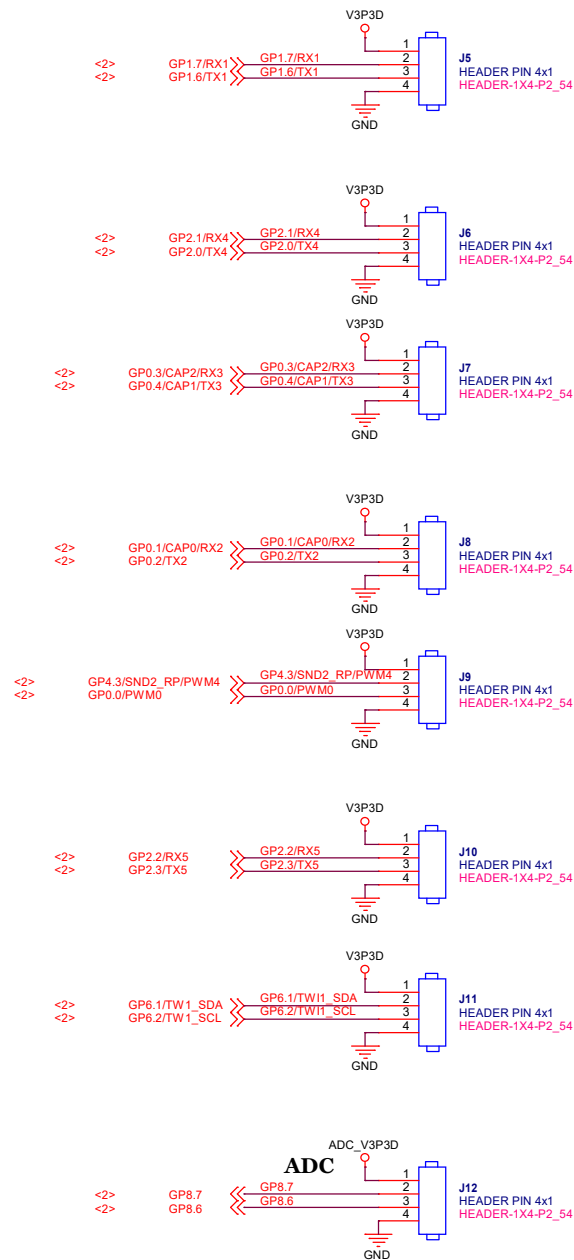 V3P3D
1
<2> GP1.7/RX1 GP1.7/RX1 2 J5
<2> GP1.6/TX1 GP1.6/TX1 3 HEADER PIN 4x1
4 HEADER-1X4-P2_54
GND
V3P3D
1
<2> GP2.1/RX4 GP2.1/RX4 2 J6
<2> GP2.0/TX4 GP2.0/TX4 3 HEADER PIN 4x1
4 HEADER-1X4-P2_54
GND
V3P3D
1
<2> GP0.3/CAP2/RX3 GP0.3/CAP2/RX3 2 J7
<2> GP0.4/CAP1/TX3 GP0.4/CAP1/TX3 3 HEADER PIN 4x1
4 HEADER-1X4-P2_54
GND
V3P3D
1
<2> GP0.1/CAP0/RX2 GP0.1/CAP0/RX2 2 J8
<2> GP0.2/TX2 GP0.2/TX2 3 HEADER PIN 4x1
4 HEADER-1X4-P2_54
GND
V3P3D
1
<2> GP4.3/SND2_RP/PWM4 GP4.3/SND2_RP/PWM4 2 J9
<2> GP0.0/PWM0 GP0.0/PWM0 3 HEADER PIN 4x1
4 HEADER-1X4-P2_54
GND
V3P3D
1
<2> GP2.2/RX5 GP2.2/RX5 2 J10
<2> GP2.3/TX5 GP2.3/TX5 3 HEADER PIN 4x1
4 HEADER-1X4-P2_54
GND
V3P3D
1
<2> GP6.1/TW1_SDA GP6.1/TWI1_SDA 2 J11
<2> GP6.2/TW1_SCL GP6.2/TWI1_SCL 3 HEADER PIN 4x1
4 HEADER-1X4-P2_54
GND
ADC_V3P3D
ADC 1
<2> GP8.7 GP8.7 2 J12
<2> GP8.6 GP8.6 3 HEADER PIN 4x1
4 HEADER-1X4-P2_54
GND